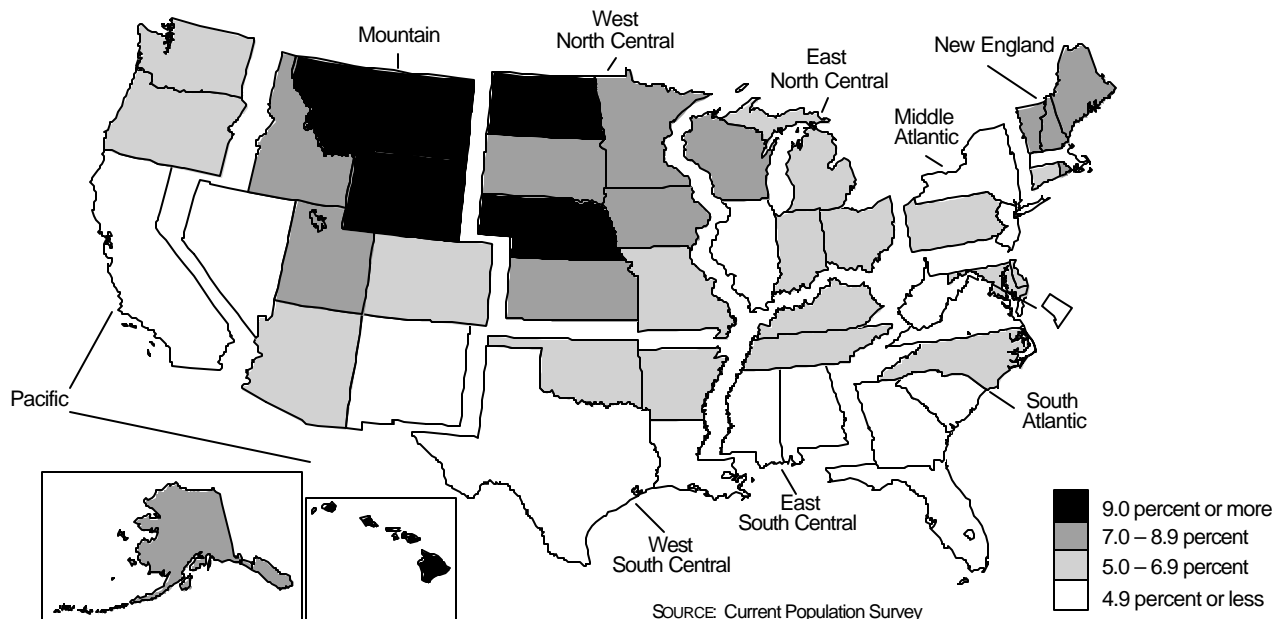 West
North Central
Mountain
New England
East
North Central
Middle
Atlantic
Pacific
South
Atlantic
East
South Central
West
South Central
9.0 percent or more
7.0 – 8.9 percent
5.0 – 6.9 percent
4.9 percent or less
SOURCE: Current Population Survey